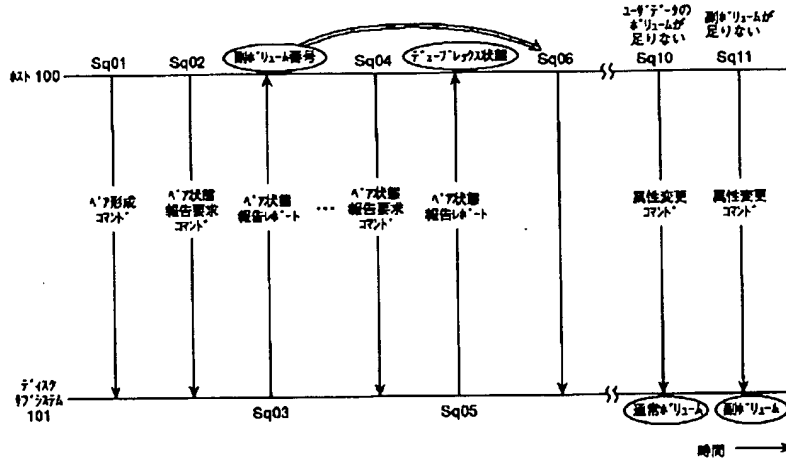 ユーザデータの
ボリュームが
足りない
副ボリュームが
足りない
Sq01
Sq02
副ボリューム番号
Sq04
デュープレックス状態
Sq06
Sq10
Sq11
ホスト 100
ペア形成
コマンド
ペア状態
報告要求
コマンド
ペア状態
報告レポート
…
ペア状態
報告要求
コマンド
ペア状態
報告レポート
属性変更
コマンド
属性変更
コマンド
ディスク
サブシステム
101
Sq03
Sq05
通常ボリューム
副ボリューム
時間